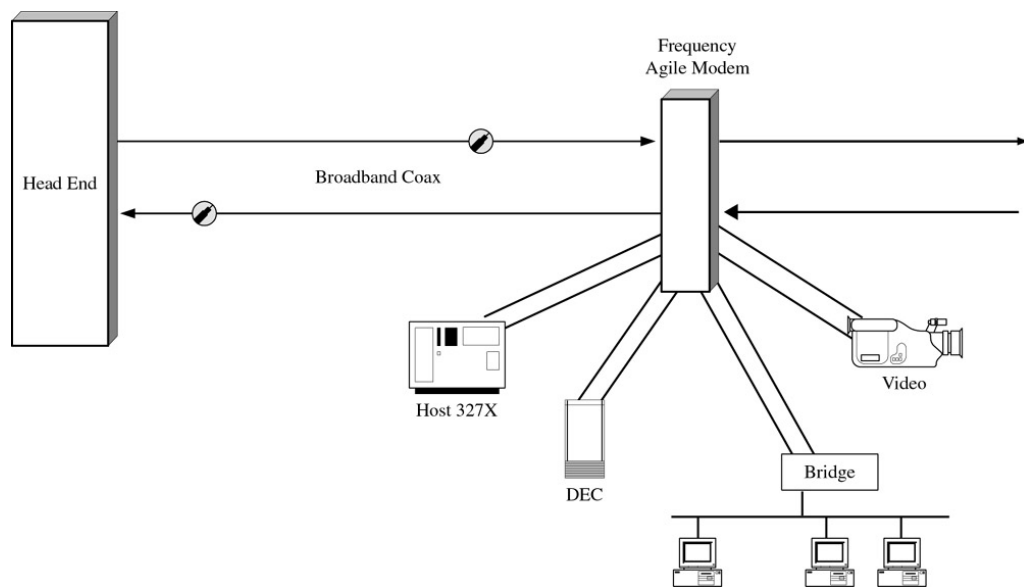 Frequency
Agile Modem
Head End
Broadband Coax
Host 327X
Video
DEC
Bridge